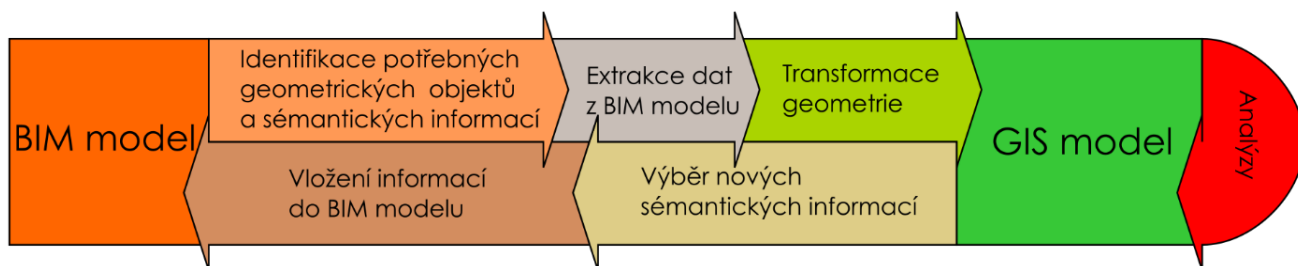 BIM model
Identifikace potřebných
geometrických objektů
a sémantických informací
Extrakce dat
z BIM modelu
Transformace
geometrie
GIS model
Analýzy
Výběr nových
sémantických informací
Vložení informací
do BIM modelu